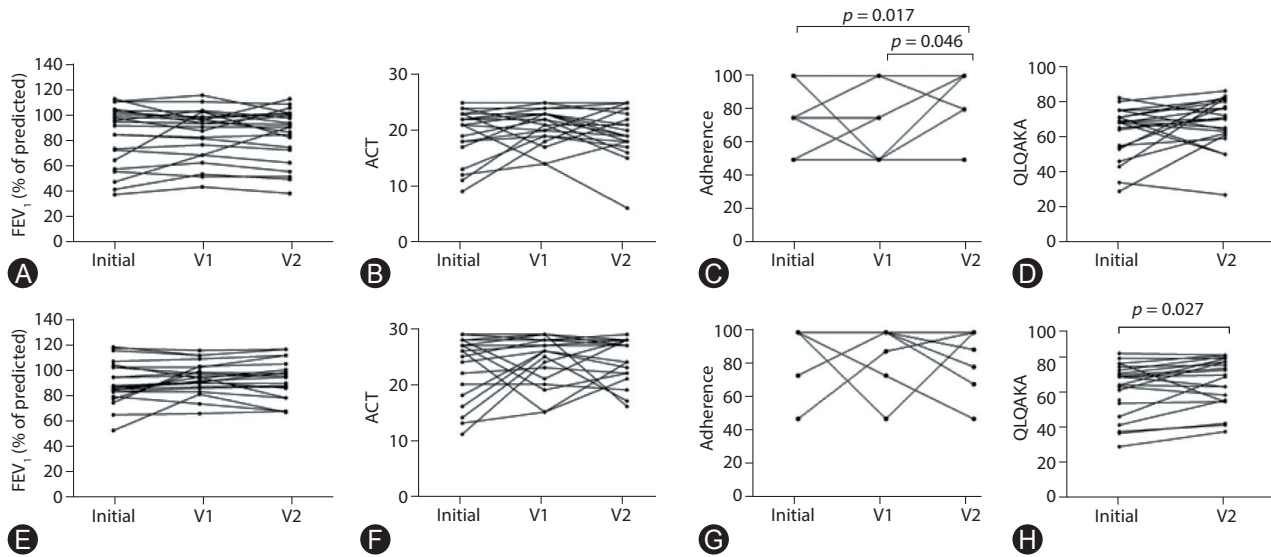 p = 0.017
p = 0.046
FEV1 (% of predicted)
140
120
100
80
60
40
20
0
Initial V1 V2
A
ACT
30
20
10
0
Initial V1 V2
B
Adherence
100
80
60
40
20
0
Initial V1 V2
C
QLQAKA
100
80
60
40
20
0
Initial V2
D
FEV1 (% of predicted)
140
120
100
80
60
40
20
0
Initial V1 V2
E
ACT
30
20
10
0
Initial V1 V2
F
Adherence
100
80
60
40
20
0
Initial V1 V2
G
p = 0.027
QLQAKA
100
80
60
40
20
0
Initial V2
H